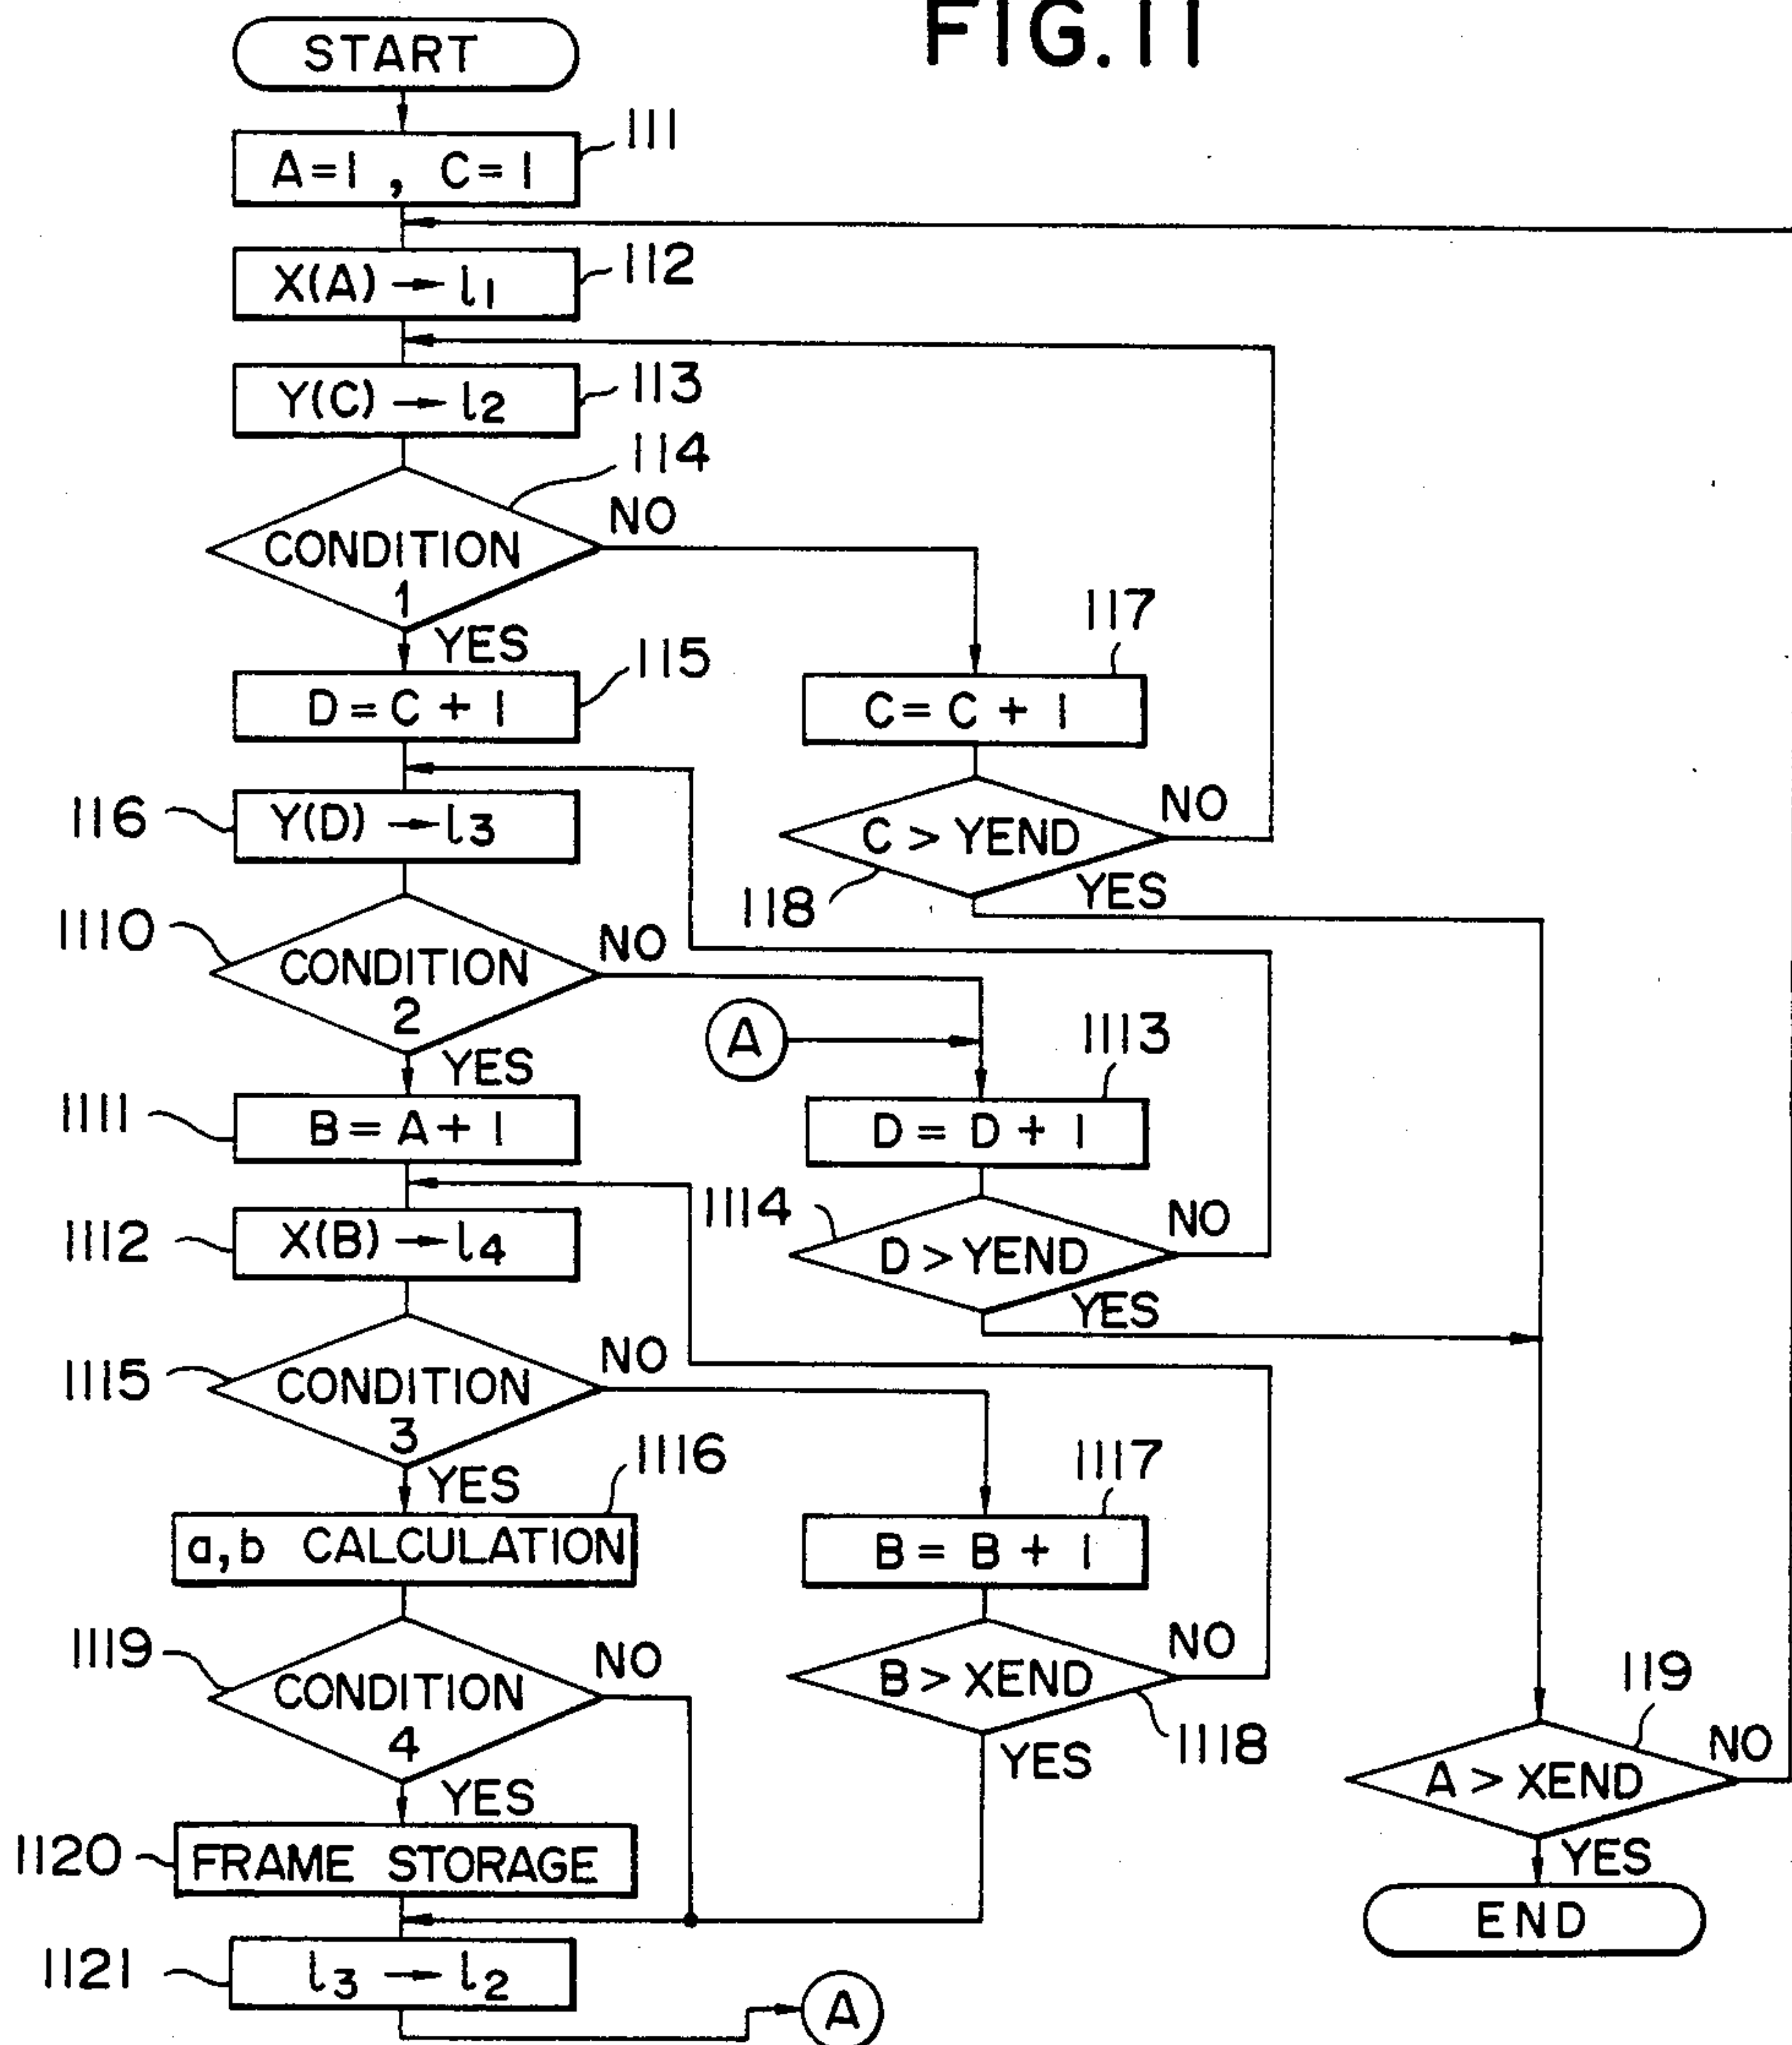 FIG.11
START
111
A=1 , C=1
112
X(A) → l1
113
Y(C) → l2
114
CONDITION
1
NO
YES
115
D=C+1
117
C=C+1
116
Y(D) → l3
C > YEND
NO
118
YES
1110
CONDITION
2
NO
YES
A
1113
1111
B=A+1
D=D+1
1112
X(B) → l4
1114
D > YEND
NO
YES
1115
CONDITION
3
NO
YES
1116
a,b CALCULATION
1117
B=B+1
1119
CONDITION
4
NO
YES
B > XEND
NO
1118
YES
119
A > XEND
NO
YES
END
1120
FRAME STORAGE
1121
l3 → l2
A